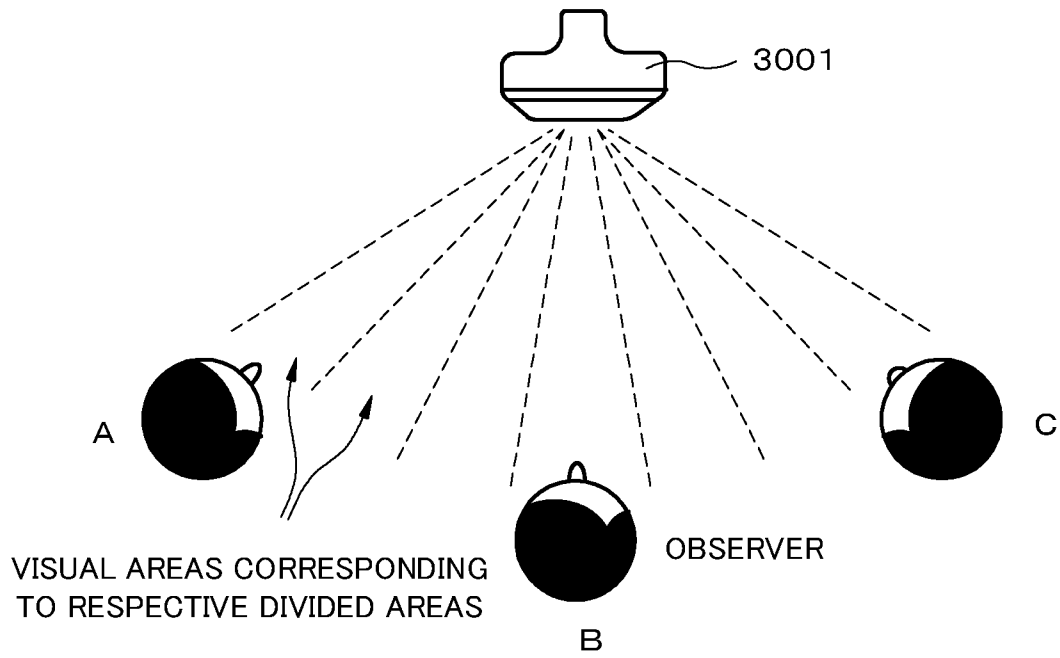 3001
A
C
OBSERVER
VISUAL AREAS CORRESPONDING
TO RESPECTIVE DIVIDED AREAS
B